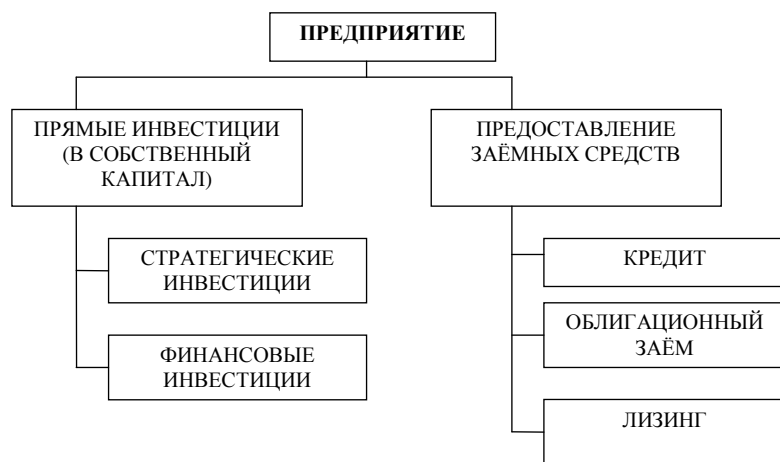 ПРЕДПРИЯТИЕ
ПРЯМЫЕ ИНВЕСТИЦИИ
(В СОБСТВЕННЫЙ
КАПИТАЛ)
СТРАТЕГИЧЕСКИЕ
ИНВЕСТИЦИИ
ФИНАНСОВЫЕ
ИНВЕСТИЦИИ
ПРЕДОСТАВЛЕНИЕ
ЗАЁМНЫХ СРЕДСТВ
КРЕДИТ
ОБЛИГАЦИОННЫЙ
ЗАЁМ
ЛИЗИНГ